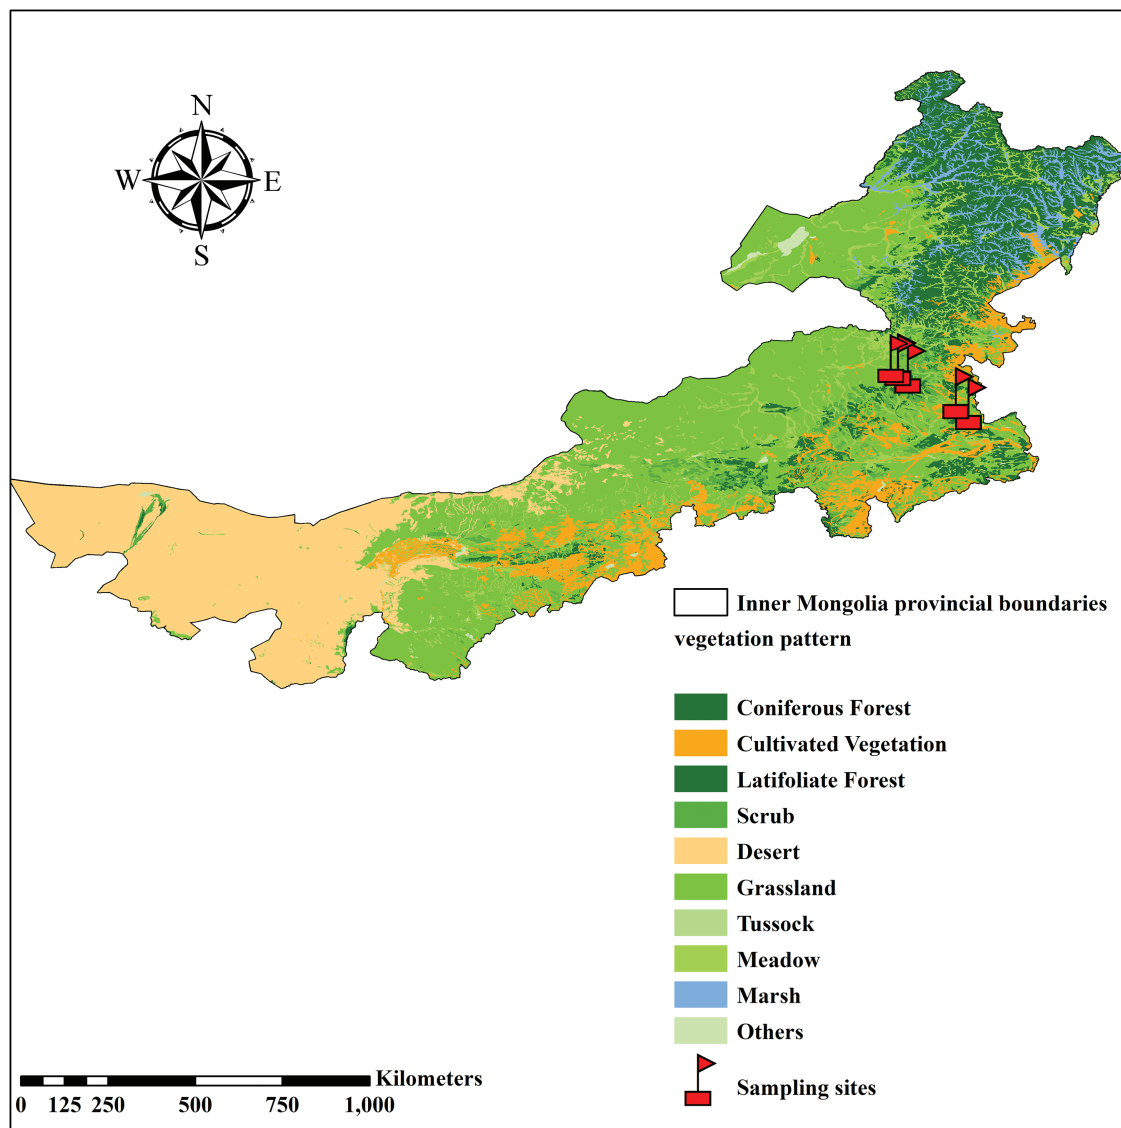 N
W E
S
Inner Mongolia provincial boundaries
vegetation pattern
Coniferous Forest
Cultivated Vegetation
Latifoliate Forest
Scrub
Desert
Grassland
Tussock
Meadow
Marsh
Others
Sampling sites
Kilometers
0 125 250 500 750 1,000